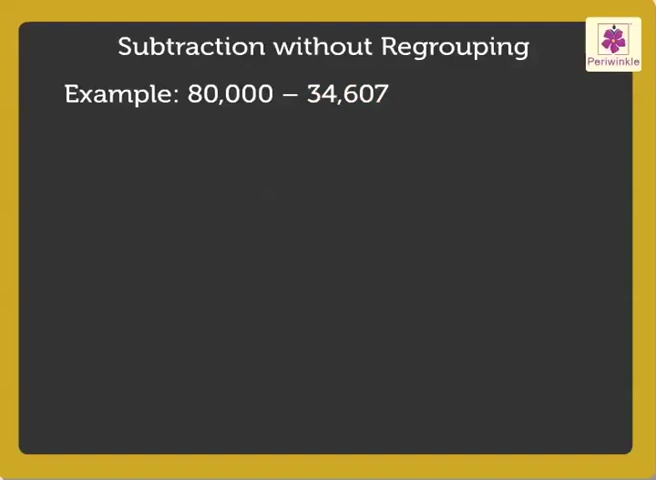 Subtraction without Regrouping
Periwinkle
Example: 80,000 – 34,607